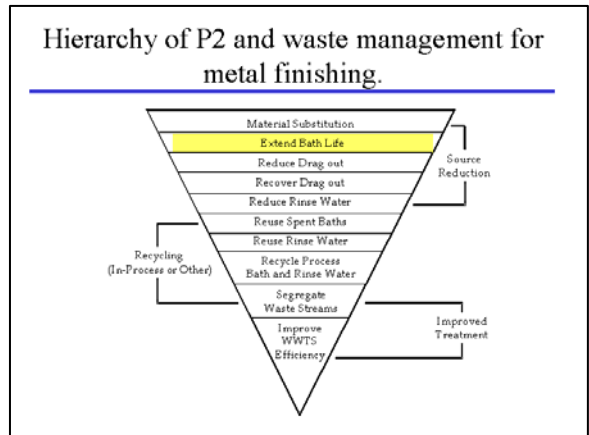 Hierarchy of P2 and waste management for
metal finishing.
Material Substitution
Extend Bath Life
Reduce Drag out
Recover Drag out
Reduce Rinse Water
Reuse Spent Baths
Reuse Rinse Water
Recycle Process
Bath and Rinse Water
Segregate
Waste Streams
Improve
WWTS
Efficiency
Source
Reduction
Recycling
(In-Process or Other)
Improved
Treatment